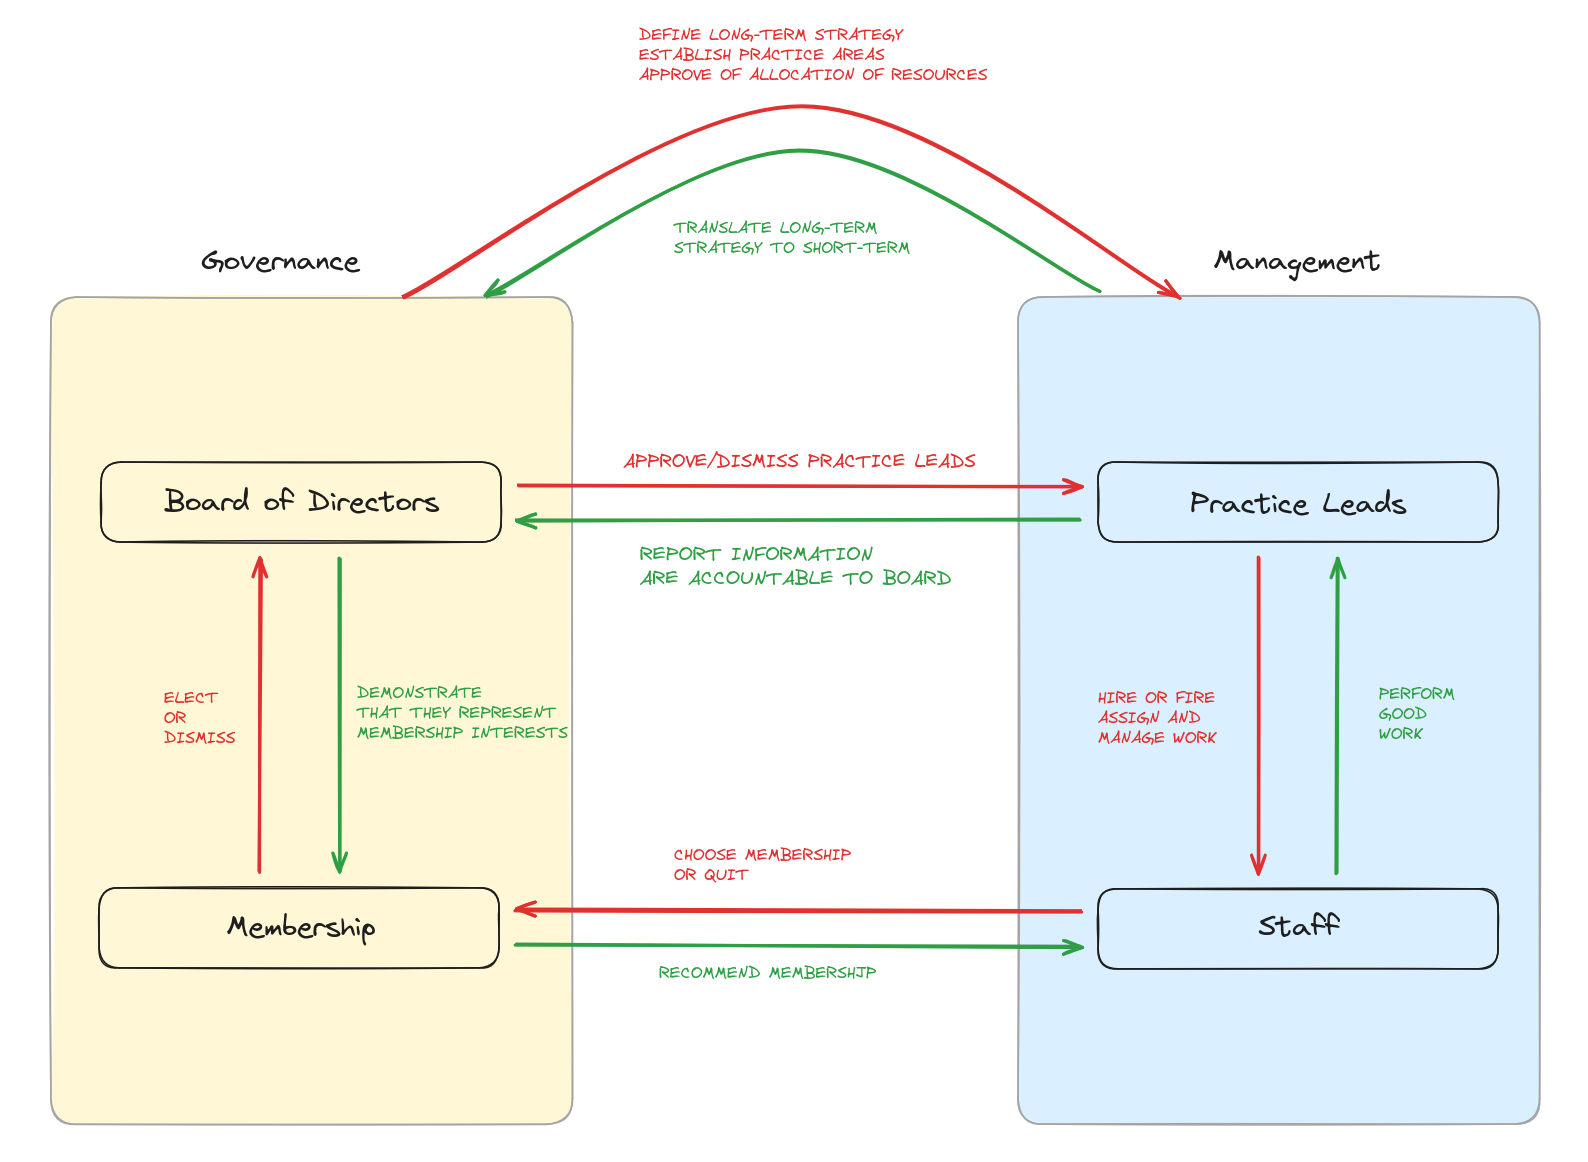 DEFINE LONG-TERM STRATEGY
ESTABLISH PRACTICE AREAS
APPROVE OF ALLOCATION OF RESOURCES
TRANSLATE LONG-TERM
STRATEGY TO SHORT-TERM
Governance
Management
APPROVE/DISMISS PRACTICE LEADS
Board of Directors
Practice Leads
REPORT INFORMATION
ARE ACCOUNTABLE TO BOARD
ELECT
OR
DISMISS
DEMONSTRATE
THAT THEY REPRESENT
MEMBERSHIP INTERESTS
HIRE OR FIRE
ASSIGN AND
MANAGE WORK
PERFORM
GOOD
WORK
CHOOSE MEMBERSHIP
OR QUIT
Membership
Staff
RECOMMEND MEMBERSHIP